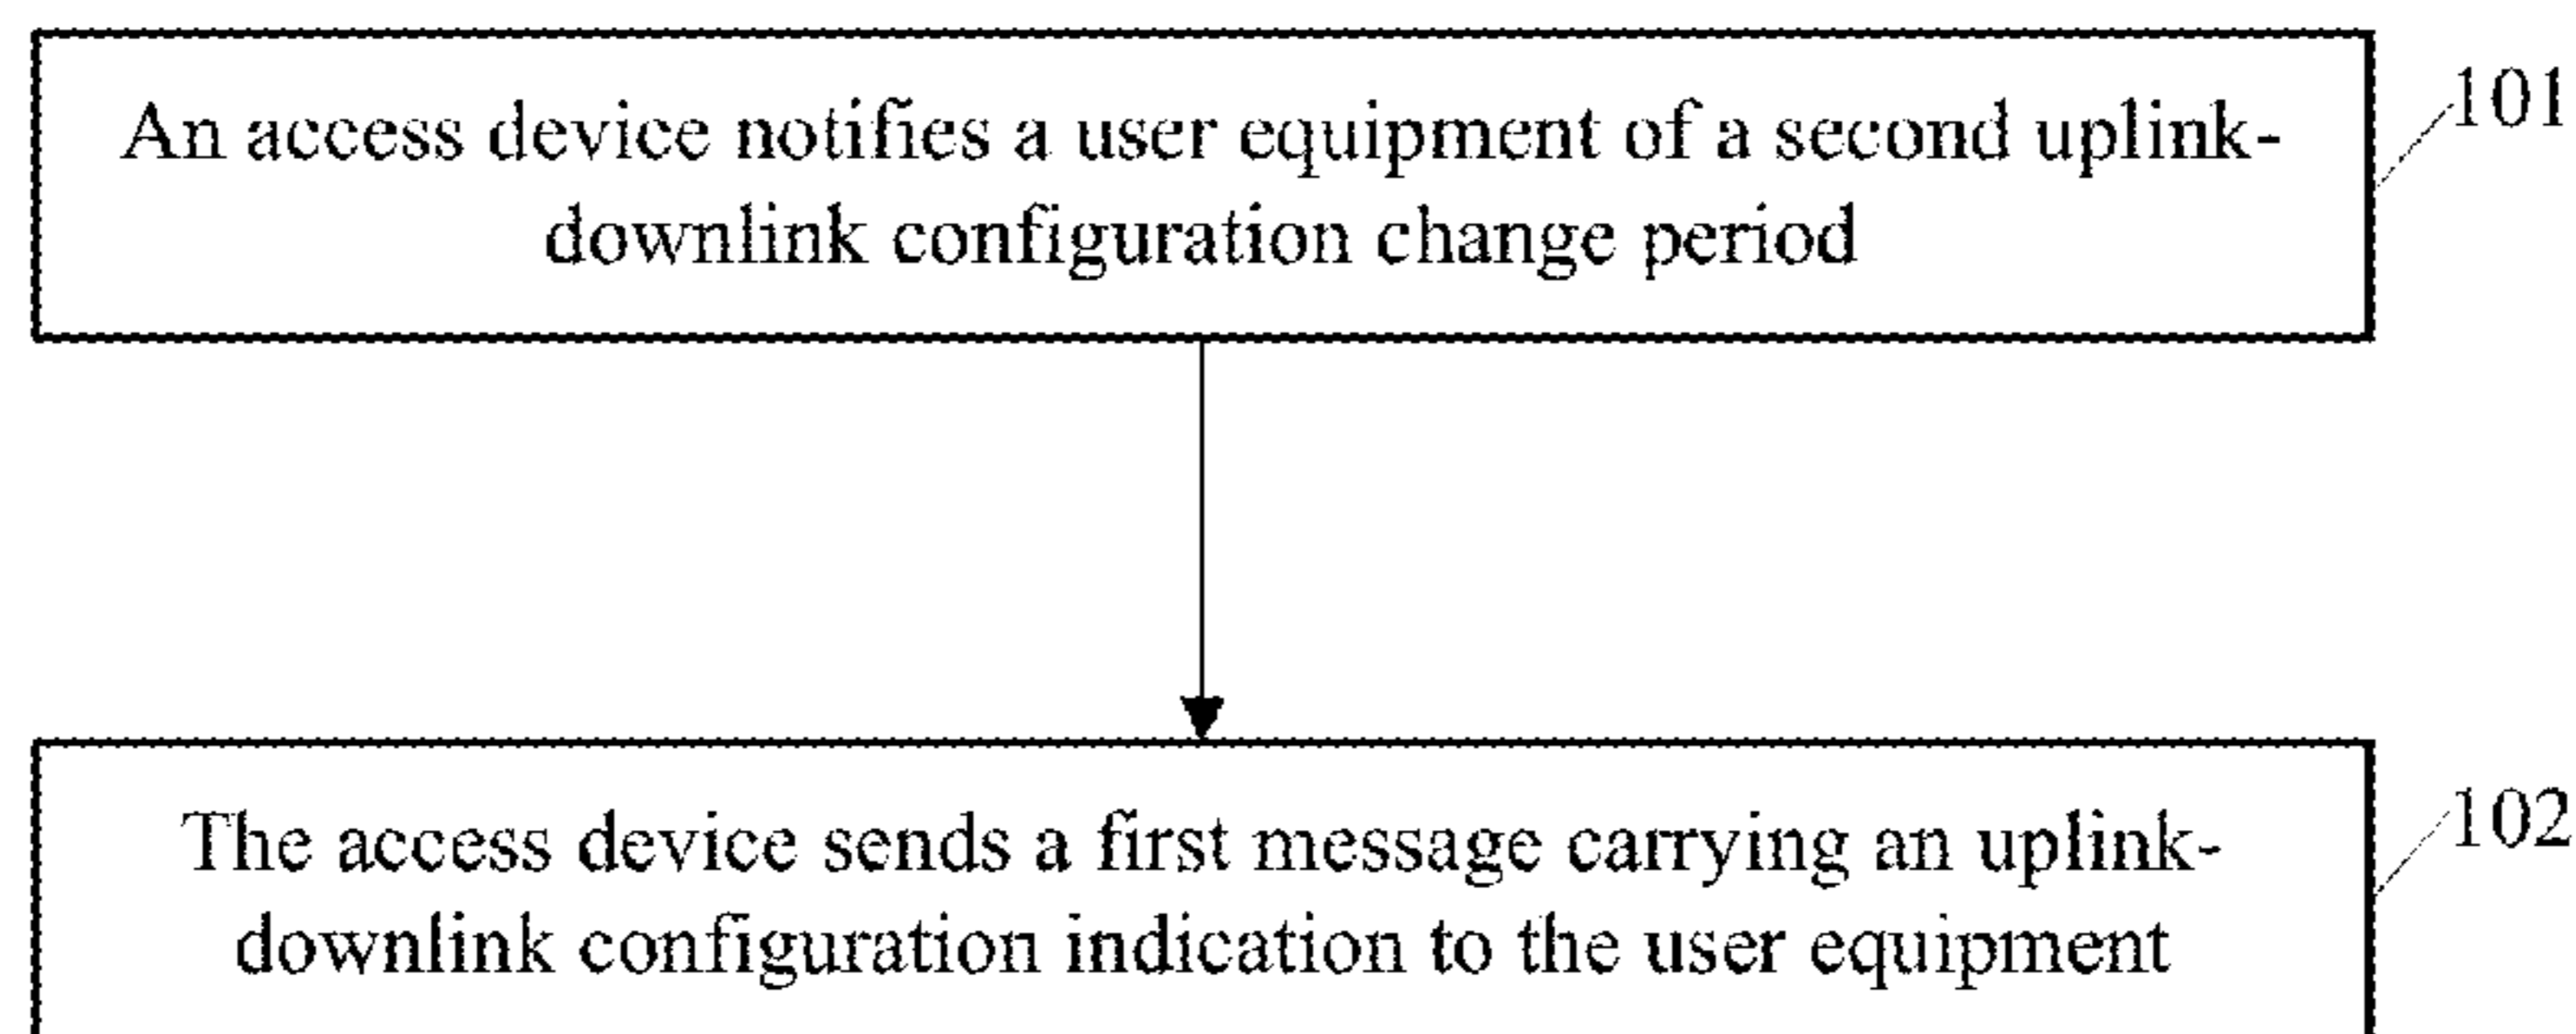 An access device notifies a user equipment of a second uplink-
downlink configuration change period
101
The access device sends a first message carrying an uplink-
downlink configuration indication to the user equipment
102